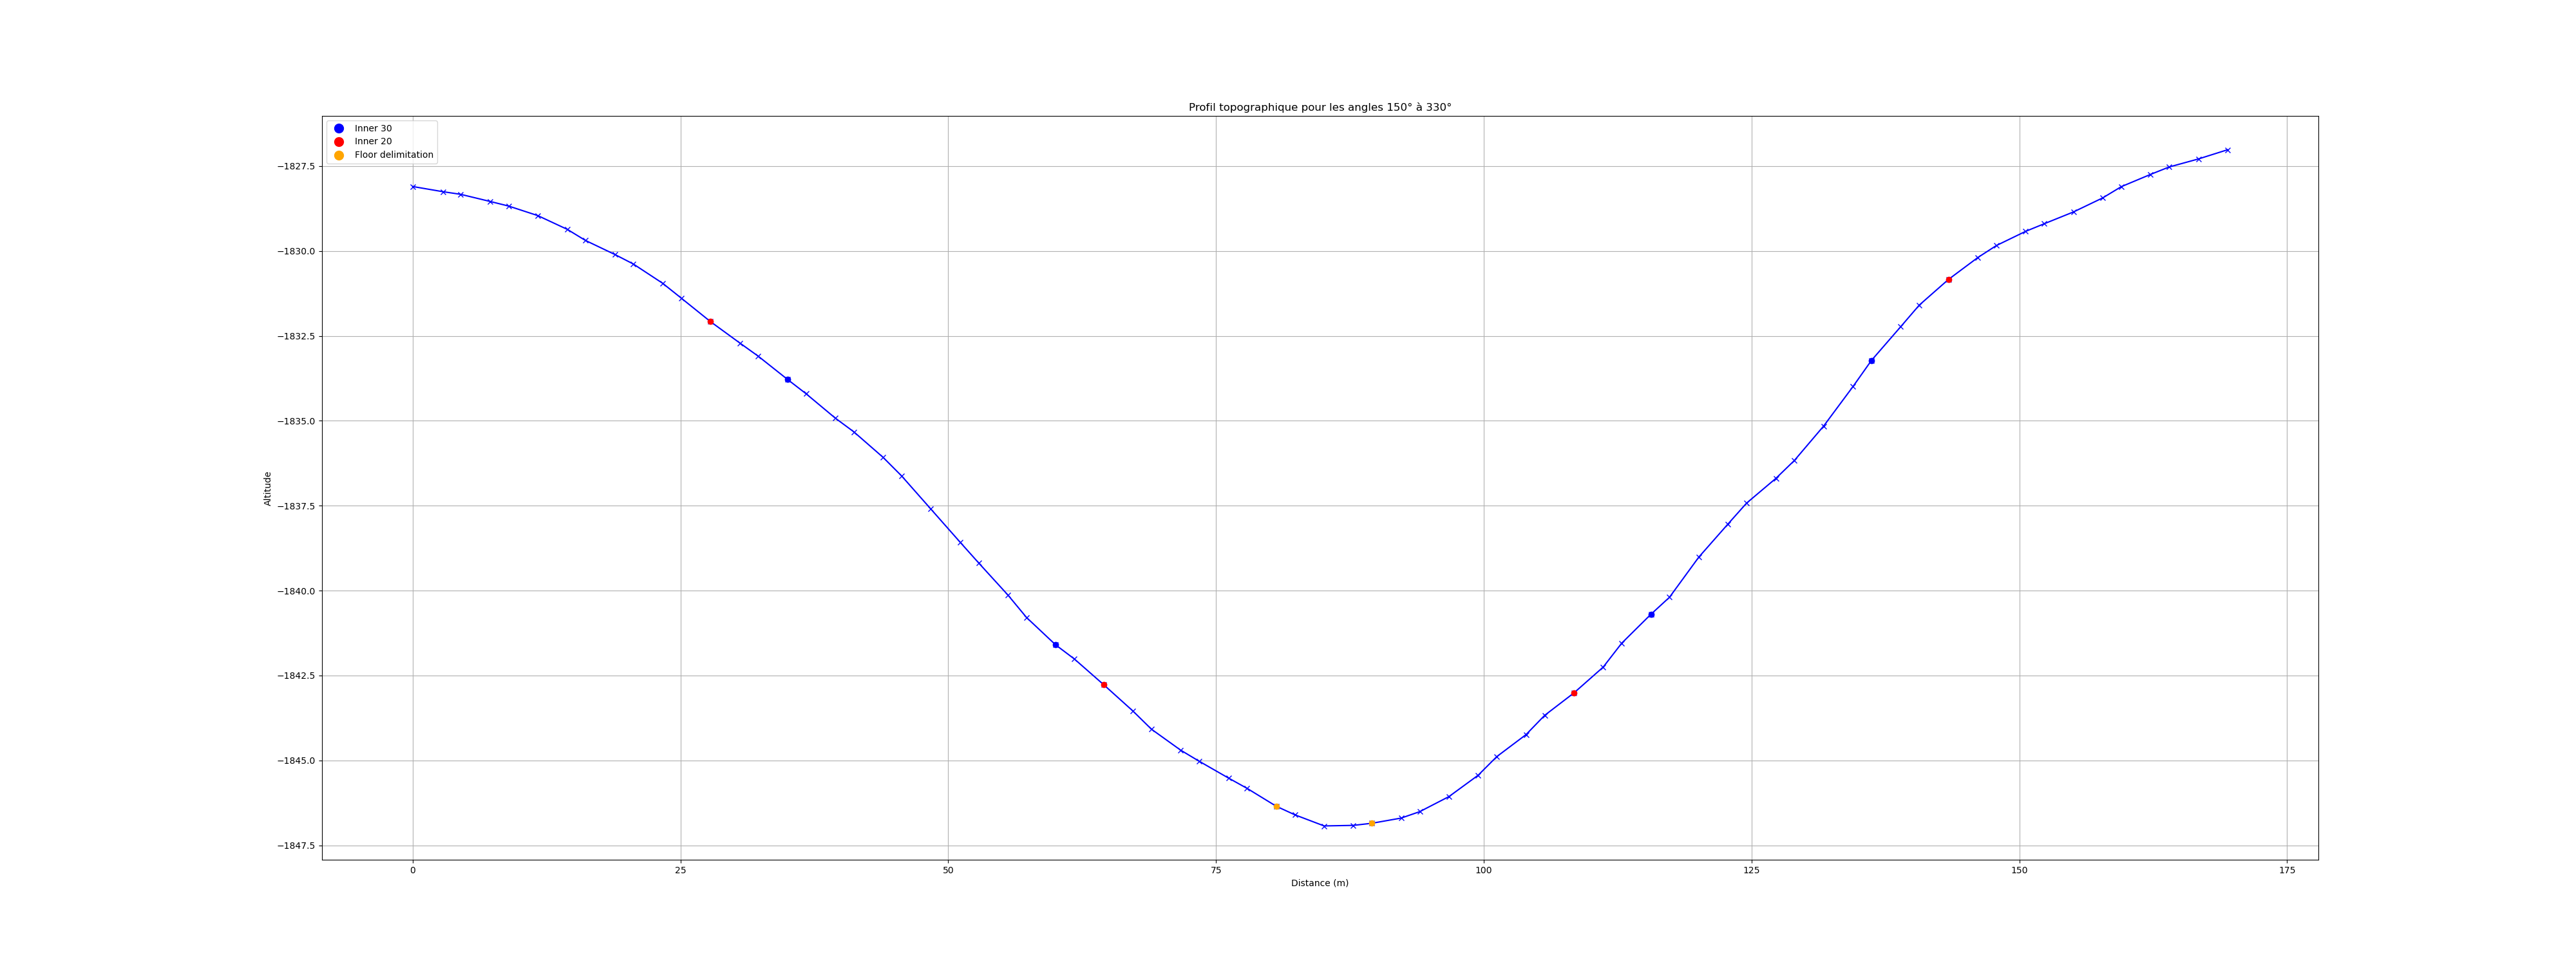 Profil topographique pour les angles 150° à 330°
Inner 30
Inner 20
Floor delimitation
−1827.5
−1830.0
−1832.5
−1835.0
−1837.5
−1840.0
−1842.5
−1845.0
−1847.5
Altitude
0 25 50 75 100 125 150 175
Distance (m)